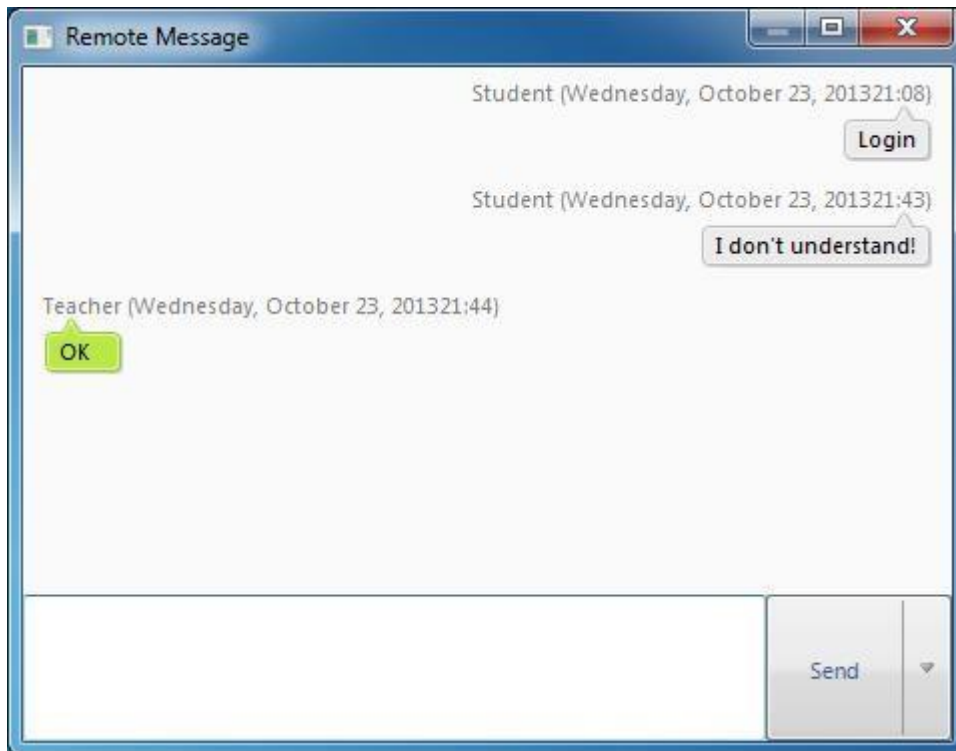 Remote Message
Student (Wednesday, October 23, 201321:08)
Login
Student (Wednesday, October 23, 201321:43)
I don't understand!
Teacher (Wednesday, October 23, 201321:44)
OK
Send